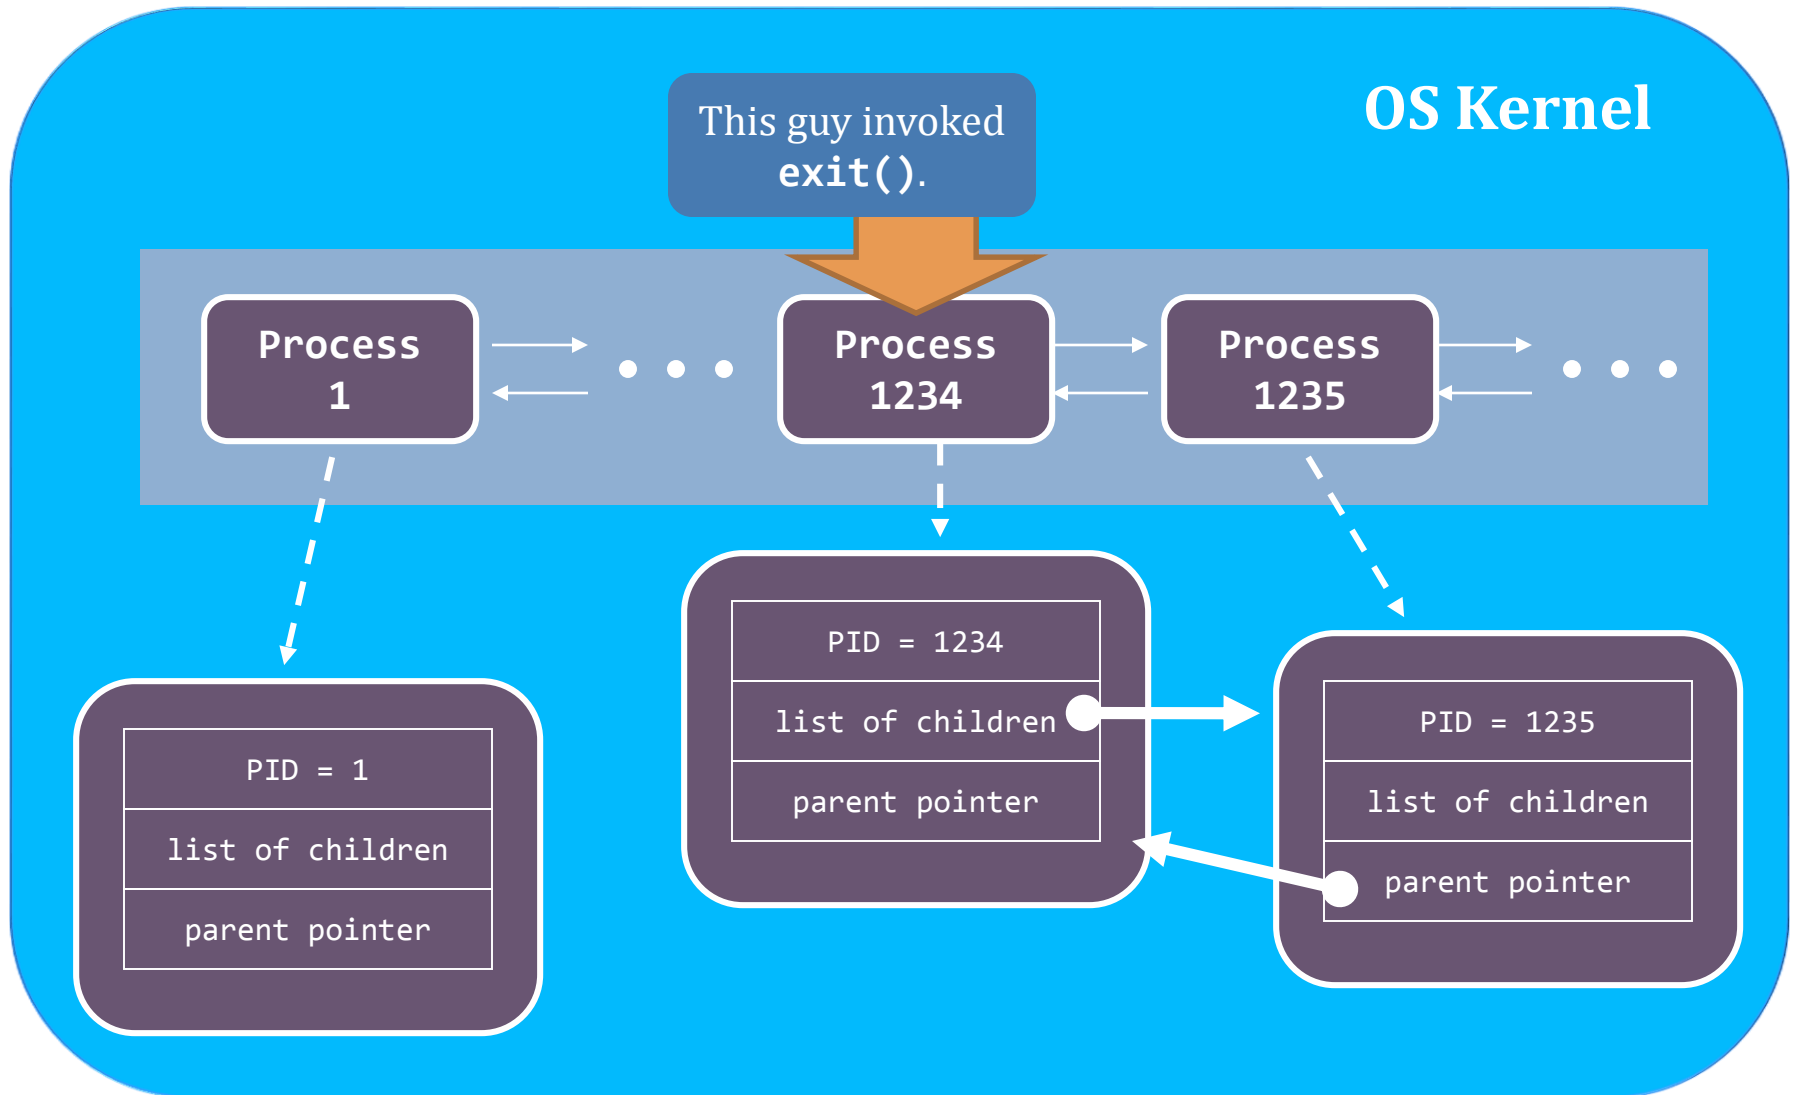 OS Kernel
This guy invoked
exit().
Process
1
Process
1234
Process
1235
PID = 1
list of children
parent pointer
PID = 1234
list of children
parent pointer
PID = 1235
list of children
parent pointer